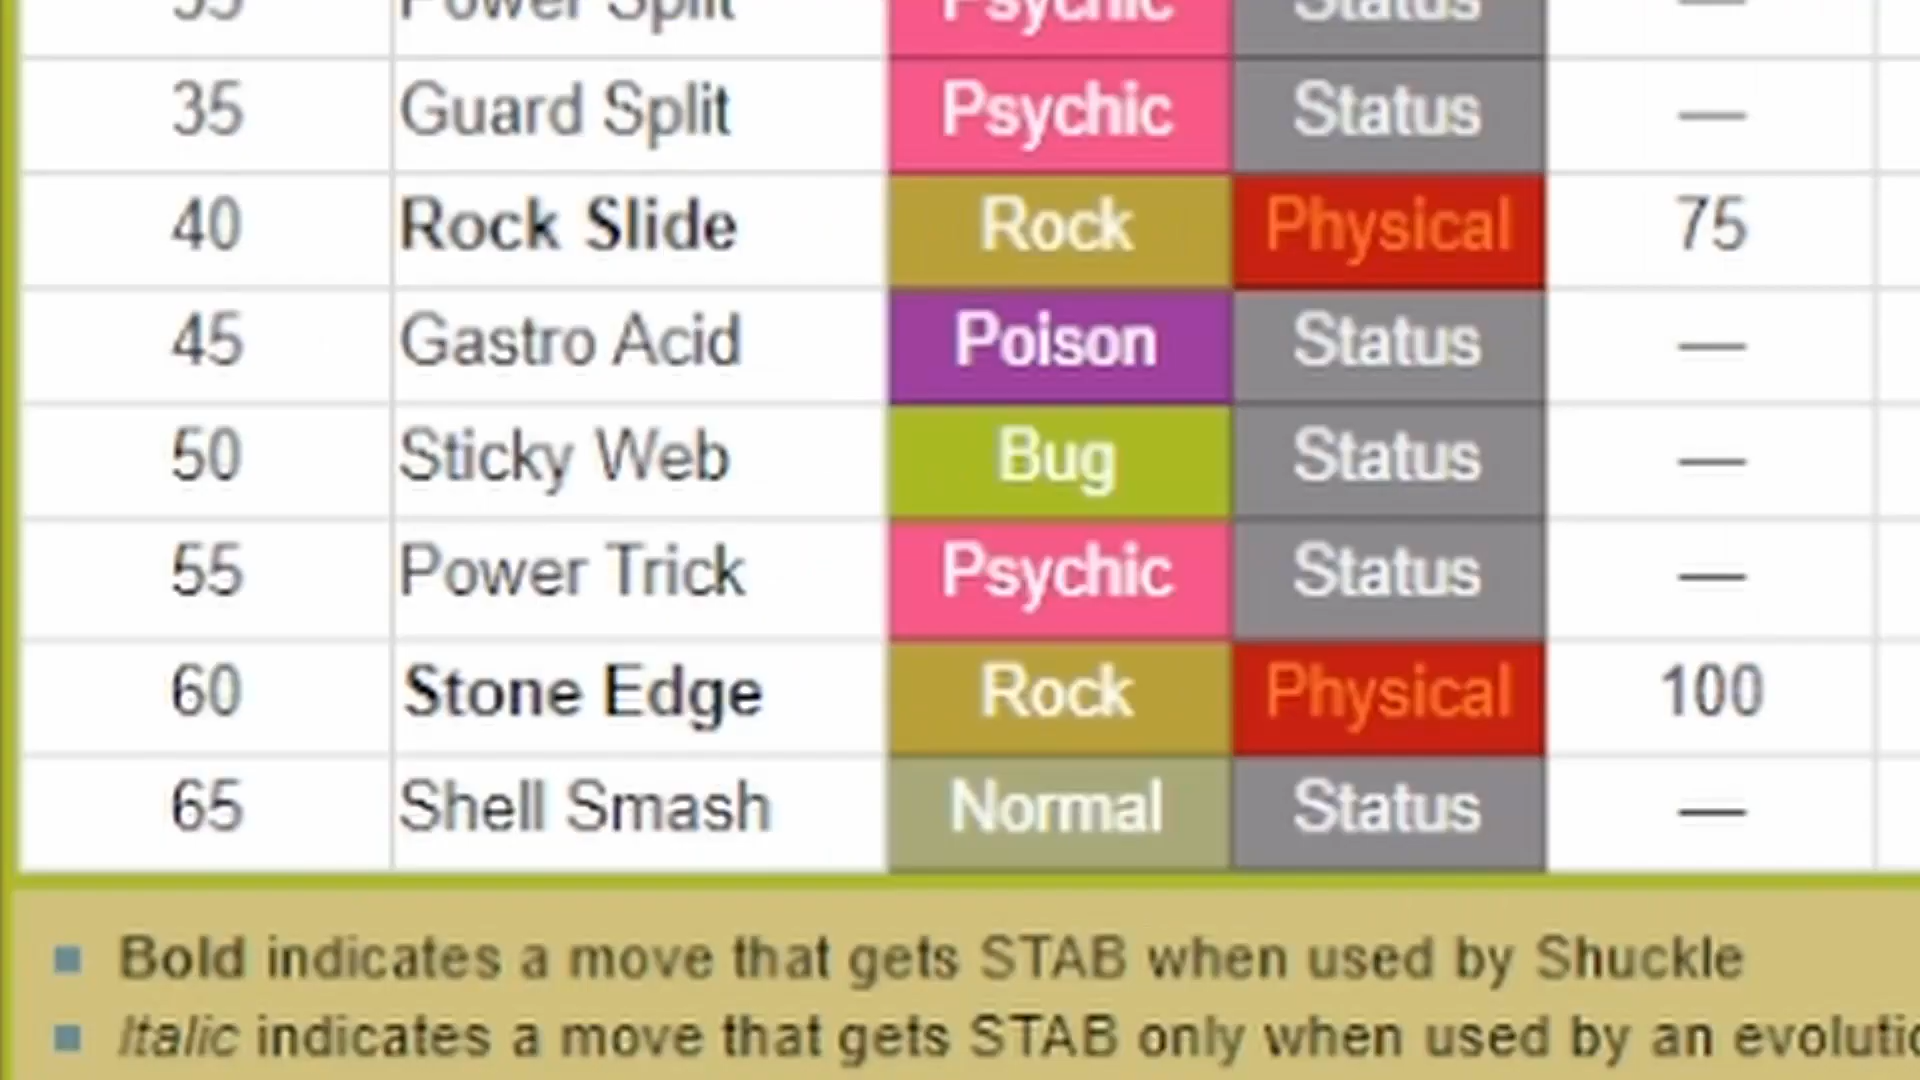 35 Power Split Psychic Status —
35 Guard Split Psychic Status —
40 Rock Slide Rock Physical 75
45 Gastro Acid Poison Status —
50 Sticky Web Bug Status —
55 Power Trick Psychic Status —
60 Stone Edge Rock Physical 100
65 Shell Smash Normal Status —
Bold indicates a move that gets STAB when used by Shuckle
Italic indicates a move that gets STAB only when used by an